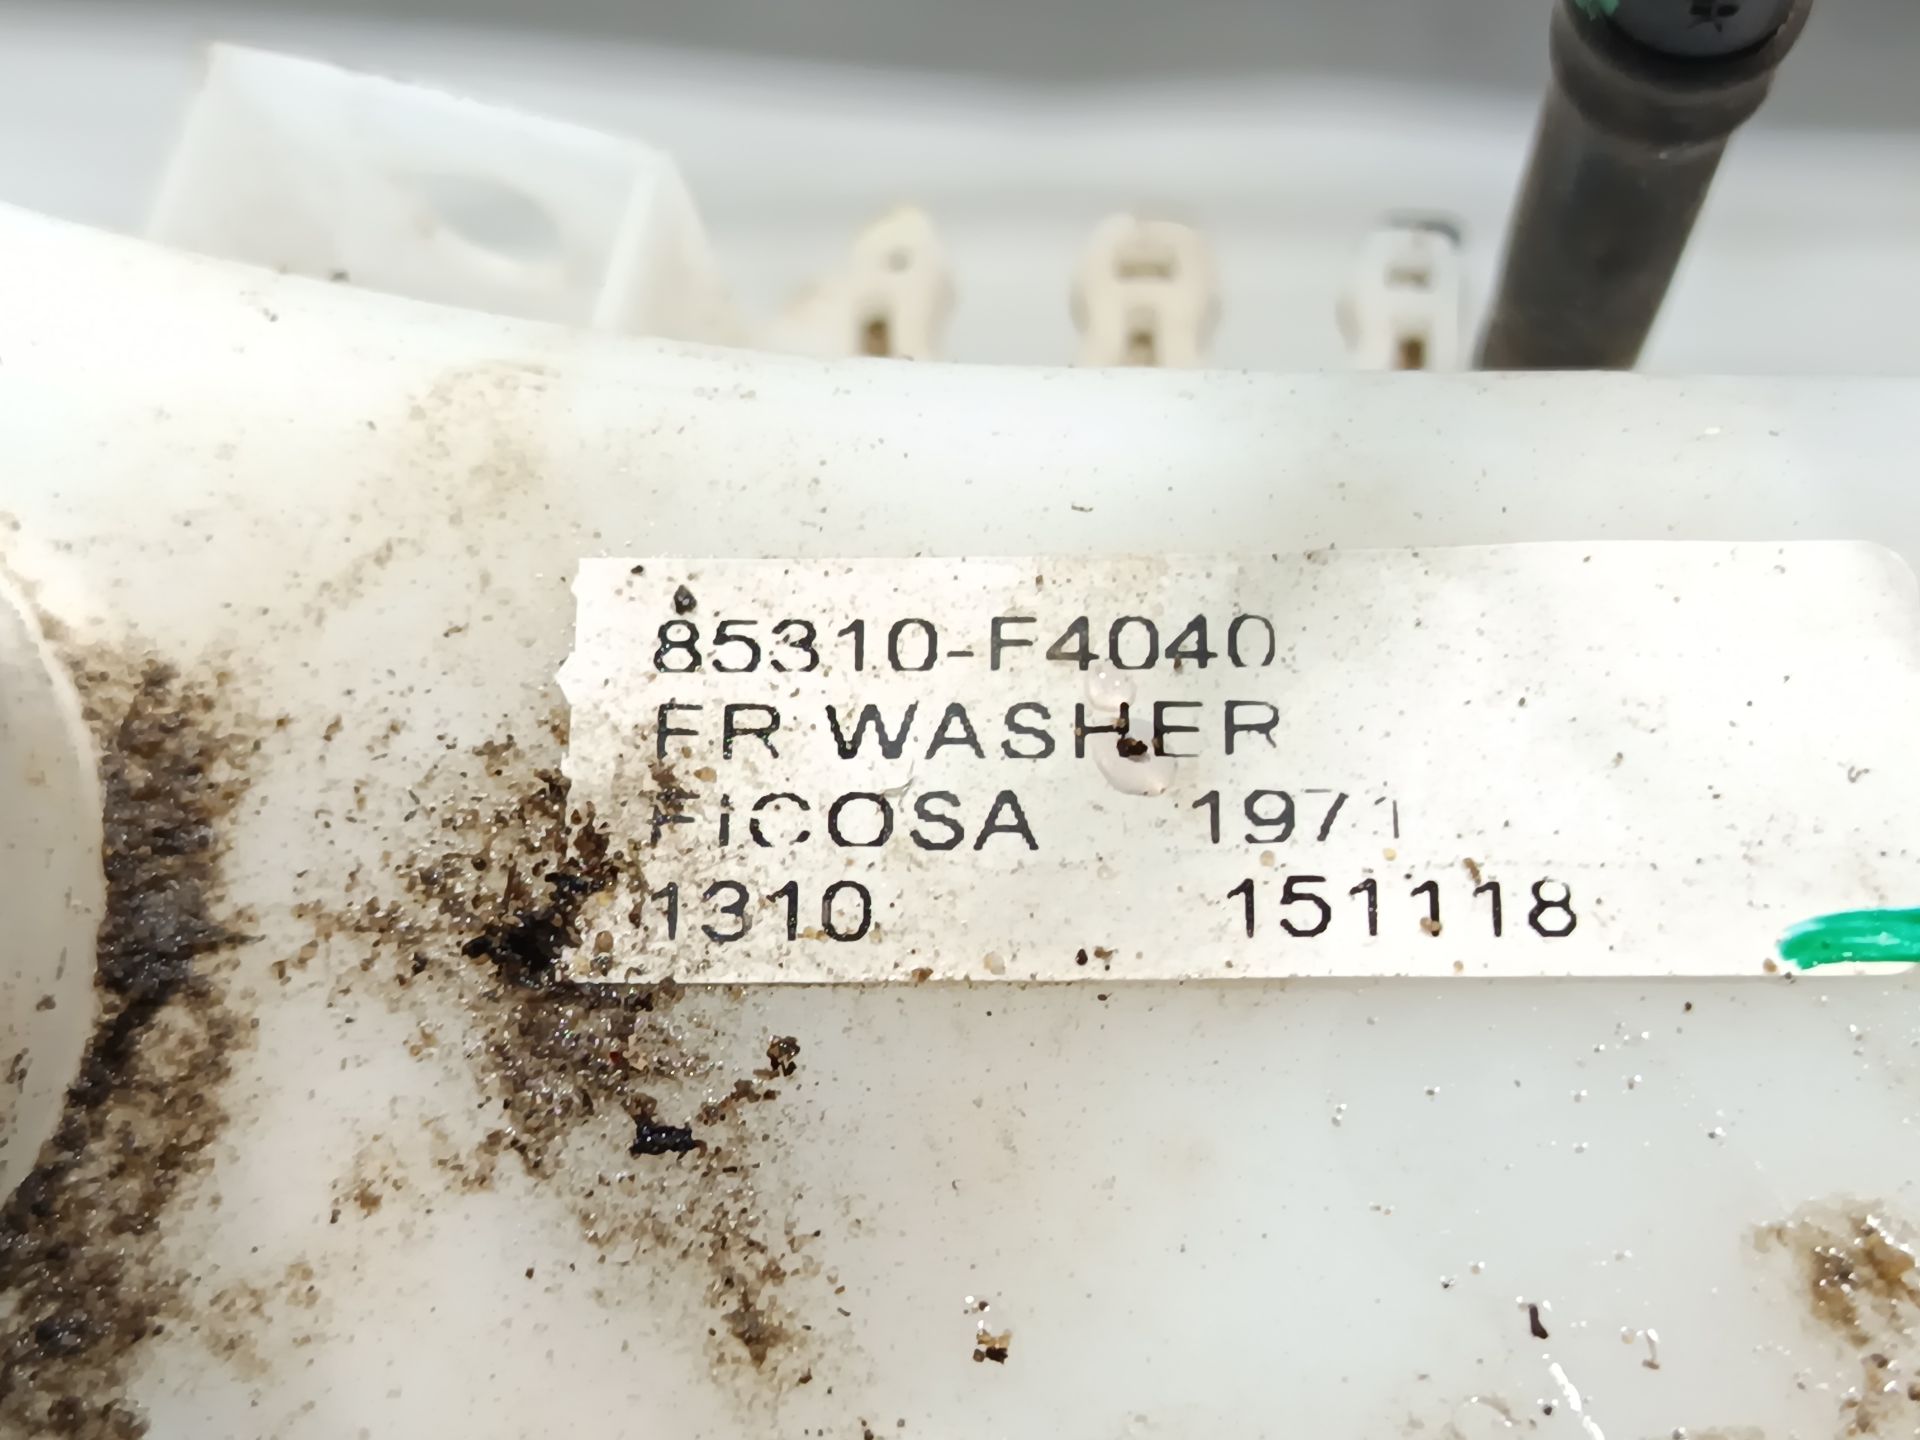 85310-F4040
FR WASHER
FiCOSA 1971
1310 151118